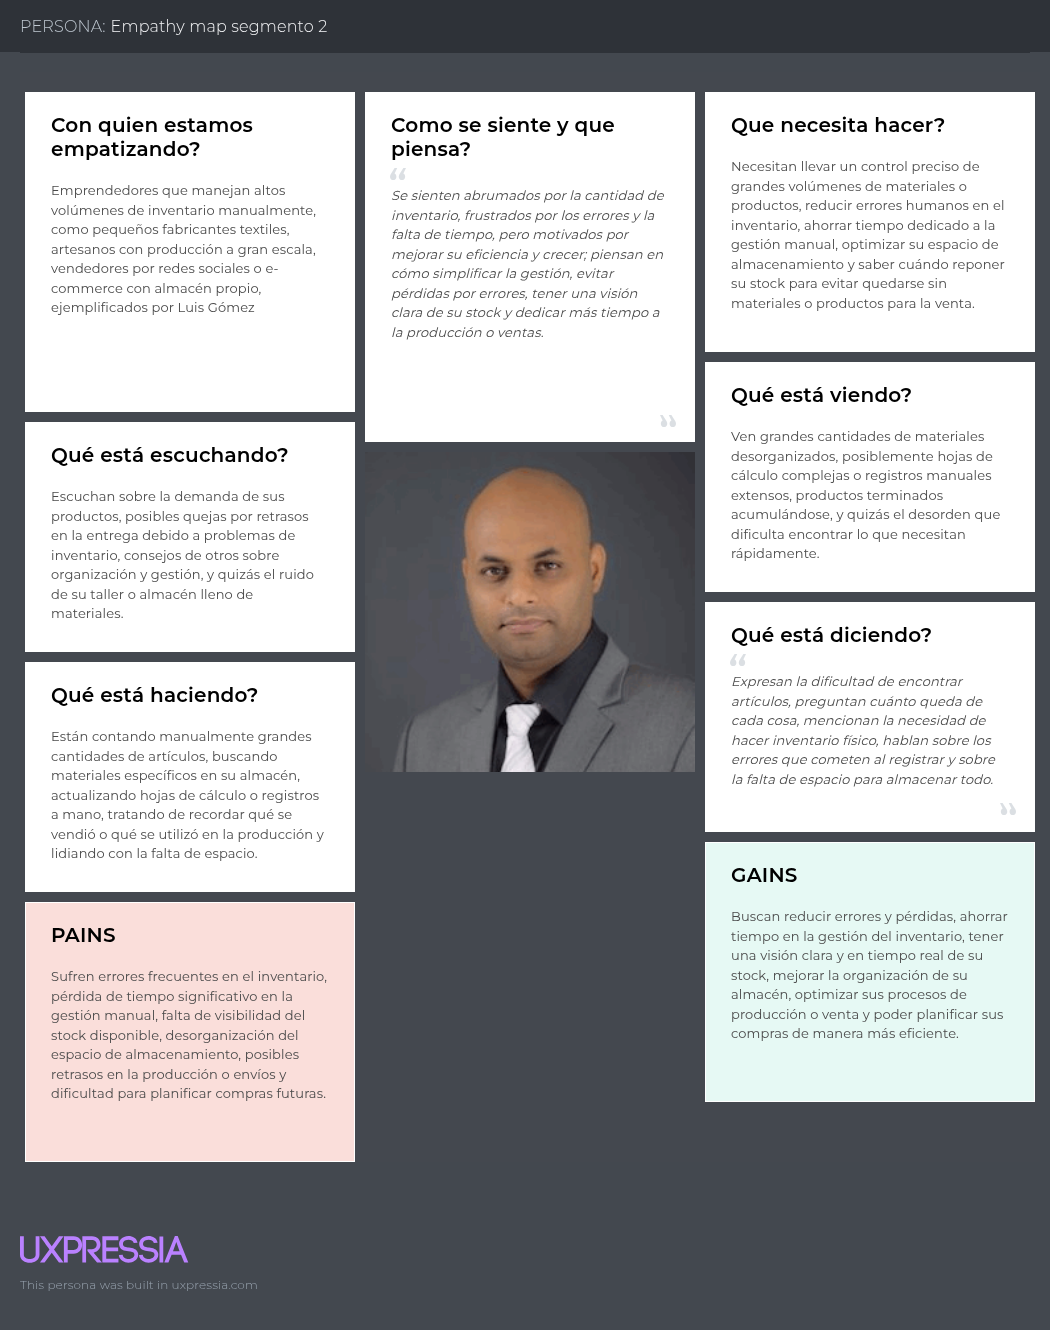 PERSONA: Empathy map segmento 2
Con quien estamos
empatizando?
Emprendedores que manejan altos
volúmenes de inventario manualmente,
como pequeños fabricantes textiles,
artesanos con producción a gran escala,
vendedores por redes sociales o e-
commerce con almacén propio,
ejemplificados por Luis Gómez
Qué está escuchando?
Escuchan sobre la demanda de sus
productos, posibles quejas por retrasos
en la entrega debido a problemas de
inventario, consejos de otros sobre
organización y gestión, y quizás el ruido
de su taller o almacén lleno de
materiales.
Qué está haciendo?
Están contando manualmente grandes
cantidades de artículos, buscando
materiales específicos en su almacén,
actualizando hojas de cálculo o registros
a mano, tratando de recordar qué se
vendió o qué se utilizó en la producción y
lidiando con la falta de espacio.
PAINS
Sufren errores frecuentes en el inventario,
pérdida de tiempo significativo en la
gestión manual, falta de visibilidad del
stock disponible, desorganización del
espacio de almacenamiento, posibles
retrasos en la producción o envíos y
dificultad para planificar compras futuras.
Como se siente y que
piensa?
“
Se sienten abrumados por la cantidad de
inventario, frustrados por los errores y la
falta de tiempo, pero motivados por
mejorar su eficiencia y crecer; piensan en
cómo simplificar la gestión, evitar
pérdidas por errores, tener una visión
clara de su stock y dedicar más tiempo a
la producción o ventas.
”
Que necesita hacer?
Necesitan llevar un control preciso de
grandes volúmenes de materiales o
productos, reducir errores humanos en el
inventario, ahorrar tiempo dedicado a la
gestión manual, optimizar su espacio de
almacenamiento y saber cuándo reponer
su stock para evitar quedarse sin
materiales o productos para la venta.
Qué está viendo?
Ven grandes cantidades de materiales
desorganizados, posiblemente hojas de
cálculo complejas o registros manuales
extensos, productos terminados
acumulándose, y quizás el desorden que
dificulta encontrar lo que necesitan
rápidamente.
Qué está diciendo?
“
Expresan la dificultad de encontrar
artículos, preguntan cuánto queda de
cada cosa, mencionan la necesidad de
hacer inventario físico, hablan sobre los
errores que cometen al registrar y sobre
la falta de espacio para almacenar todo.
”
GAINS
Buscan reducir errores y pérdidas, ahorrar
tiempo en la gestión del inventario, tener
una visión clara y en tiempo real de su
stock, mejorar la organización de su
almacén, optimizar sus procesos de
producción o venta y poder planificar sus
compras de manera más eficiente.
UXPRESSIA
This persona was built in uxpressia.com